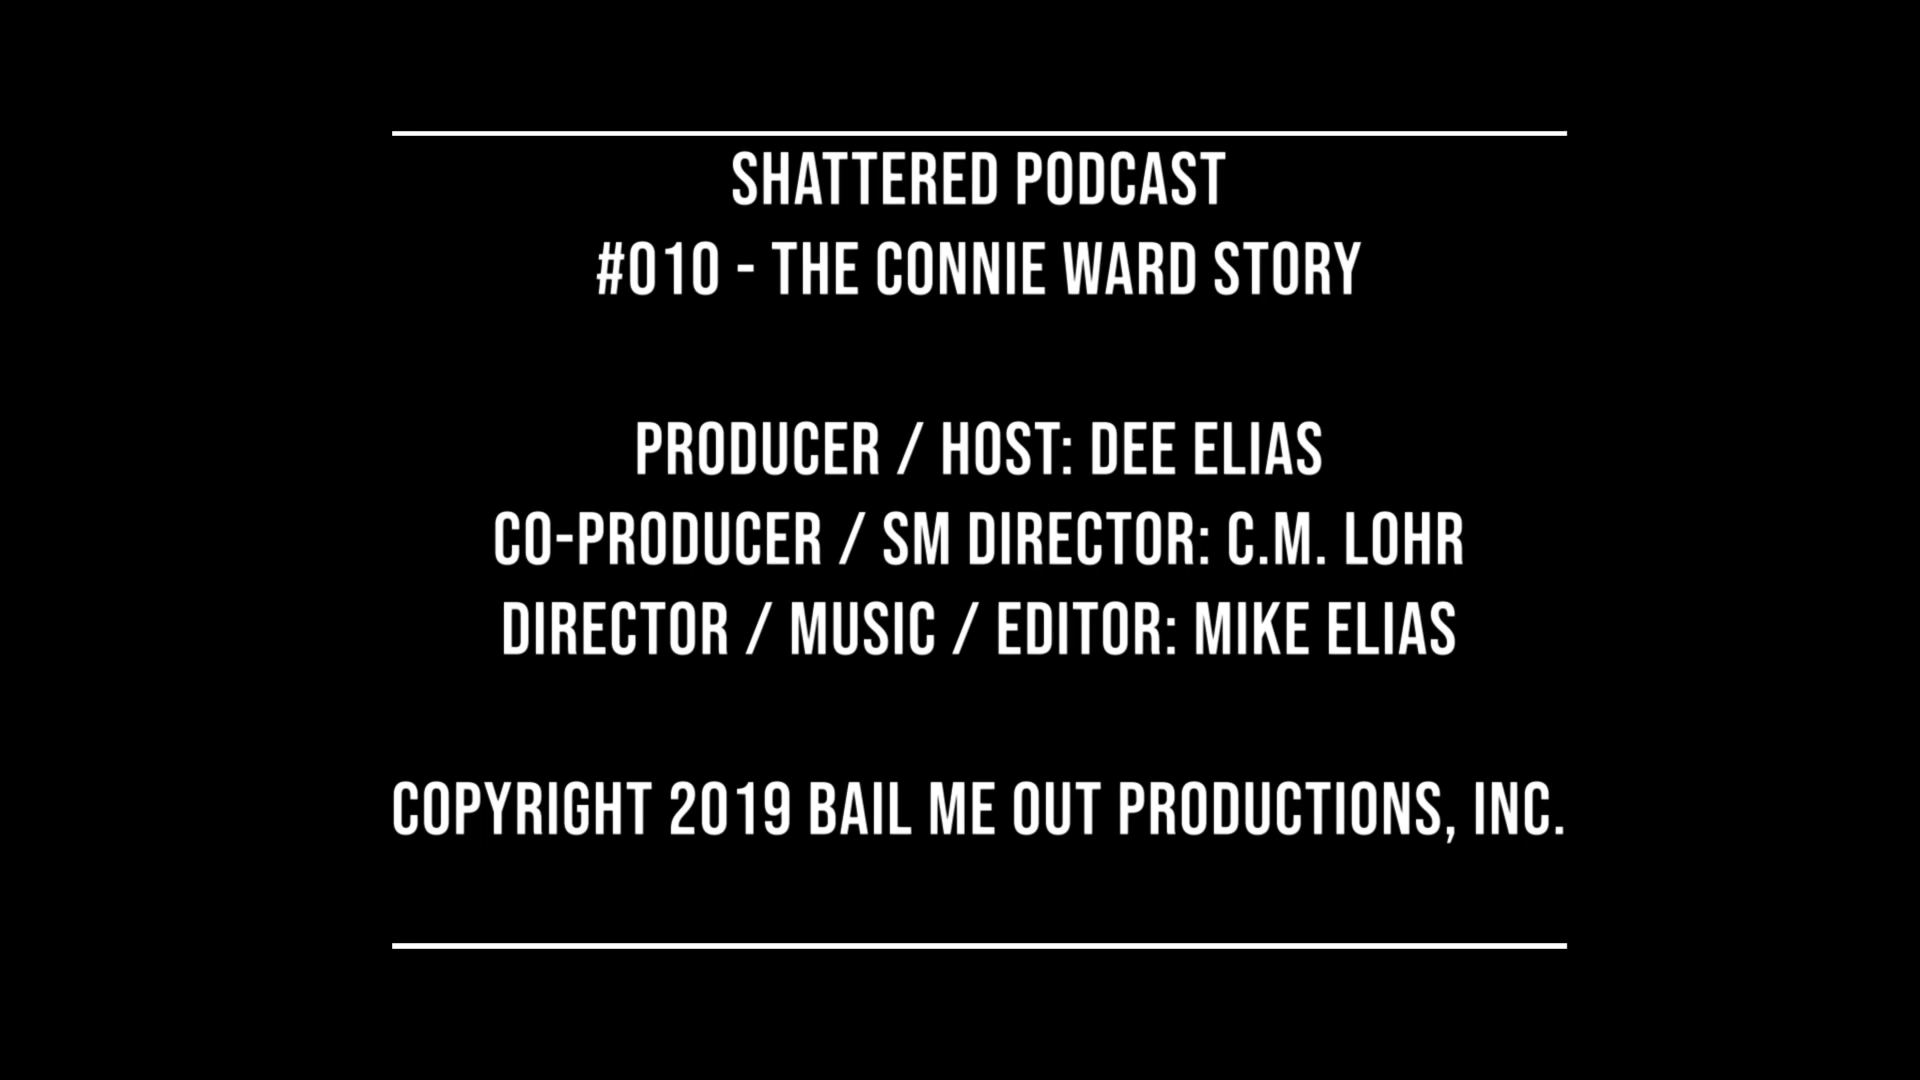 SHATTERED PODCAST
#010 - THE CONNIE WARD STORY
PRODUCER / HOST: DEE ELIAS
CO-PRODUCER / SM DIRECTOR: C.M. LOHR
DIRECTOR / MUSIC / EDITOR: MIKE ELIAS
COPYRIGHT 2019 BAIL ME OUT PRODUCTIONS, INC.